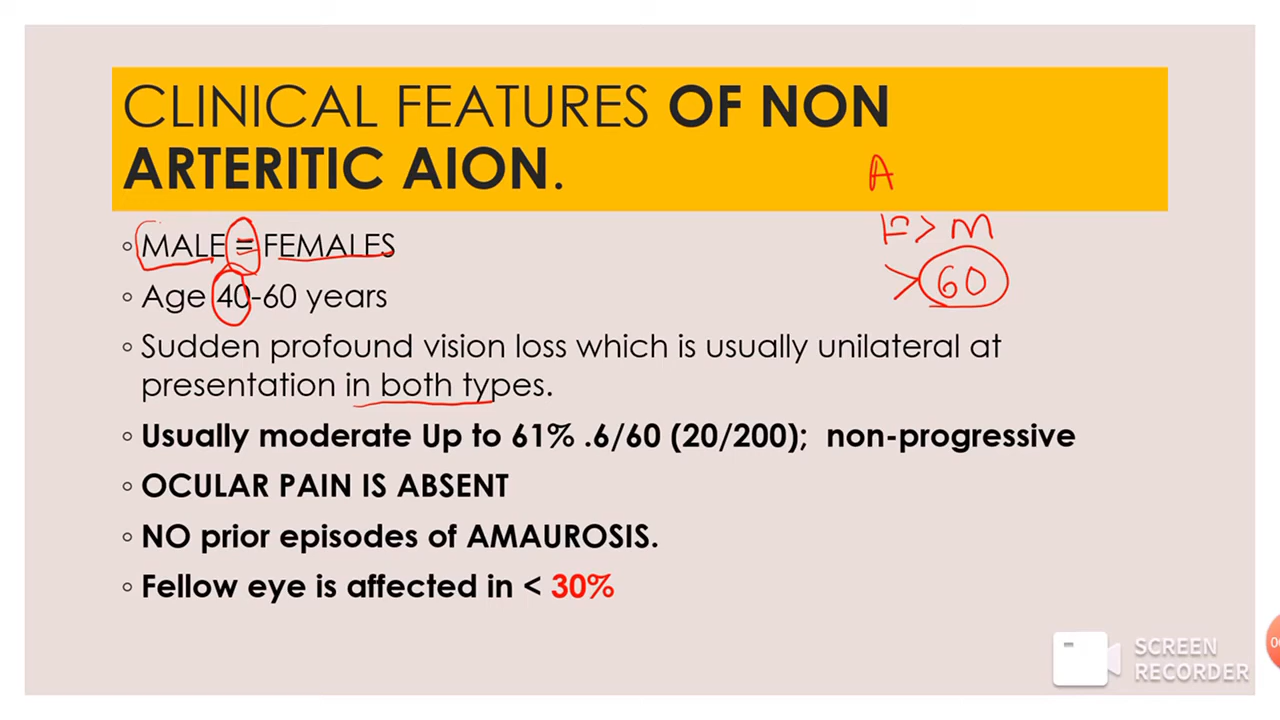 CLINICAL FEATURES OF NON
ARTERITIC AION.
A
◦ MALE = FEMALES
F > M
◦ Age 40-60 years
> 60
◦ Sudden profound vision loss which is usually unilateral at
presentation in both types.
◦ Usually moderate Up to 61% .6/60 (20/200); non-progressive
◦ OCULAR PAIN IS ABSENT
◦ NO prior episodes of AMAUROSIS.
◦ Fellow eye is affected in < 30%
SCREEN
RECORDER